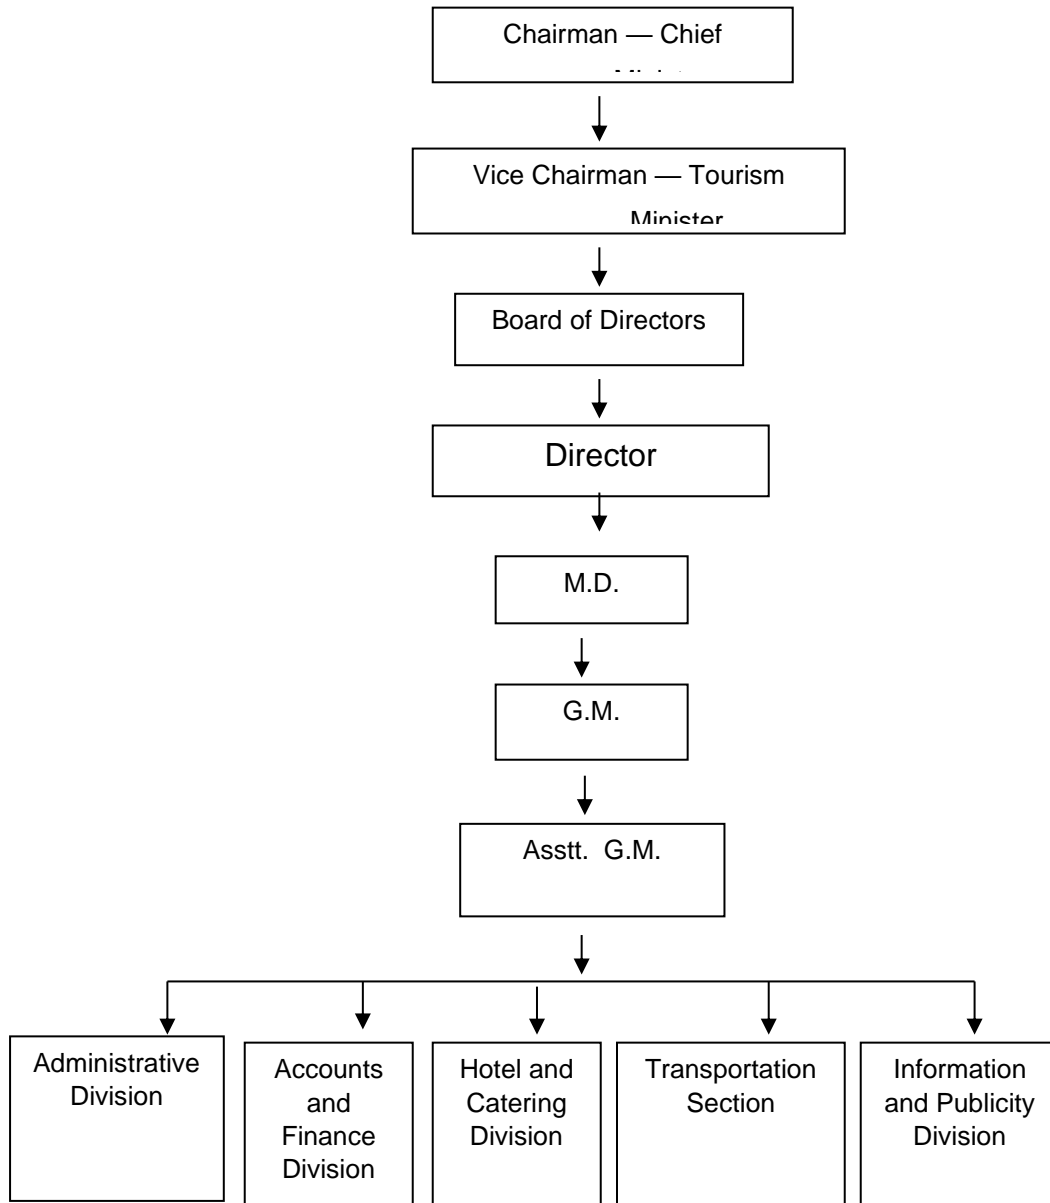 Chairman — Chief
Vice Chairman — Tourism
Minister
Board of Directors
Director
M.D.
G.M.
Asstt. G.M.
Administrative
Division
Accounts
and
Finance
Division
Hotel and
Catering
Division
Transportation
Section
Information
and Publicity
Division